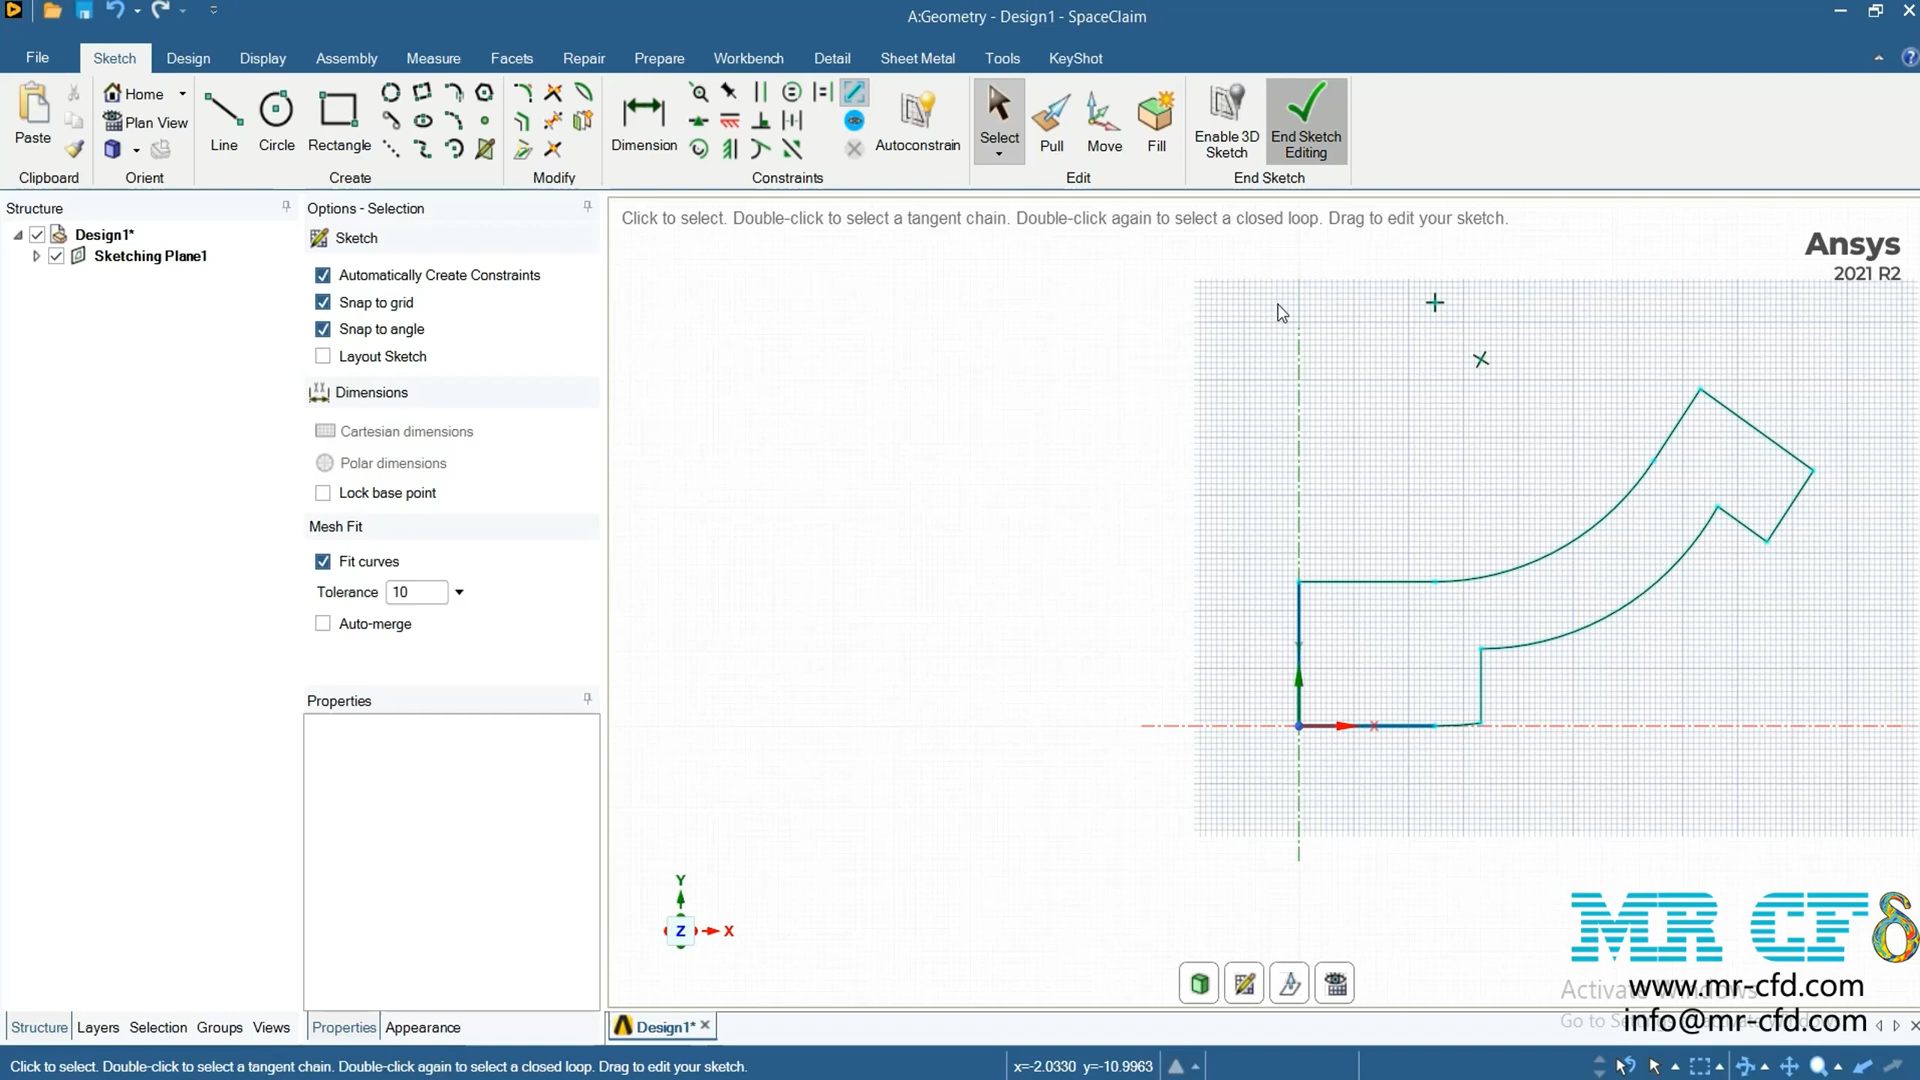 A:Geometry - Design1 - SpaceClaim
File Sketch Design Display Assembly Measure Facets Repair Prepare Workbench Detail Sheet Metal Tools KeyShot
Paste
Home
Plan View
Line Circle Rectangle
Dimension
Autoconstrain
Select Pull Move Fill
Enable 3D Sketch
End Sketch Editing
Clipboard Orient Create Modify Constraints Edit End Sketch
Structure
Design1*
Sketching Plane1
Options - Selection
Sketch
Automatically Create Constraints
Snap to grid
Snap to angle
Layout Sketch
Dimensions
Cartesian dimensions
Polar dimensions
Lock base point
Mesh Fit
Fit curves
Tolerance 10
Auto-merge
Properties
Click to select. Double-click to select a tangent chain. Double-click again to select a closed loop. Drag to edit your sketch.
Ansys
2021 R2
X
Y
Z
X
MR CFD
www.mr-cfd.com
info@mr-cfd.com
Activate Windows
Structure Layers Selection Groups Views
Properties Appearance
Design1*
Click to select. Double-click to select a tangent chain. Double-click again to select a closed loop. Drag to edit your sketch.
x=-2.0330 y=-10.9963